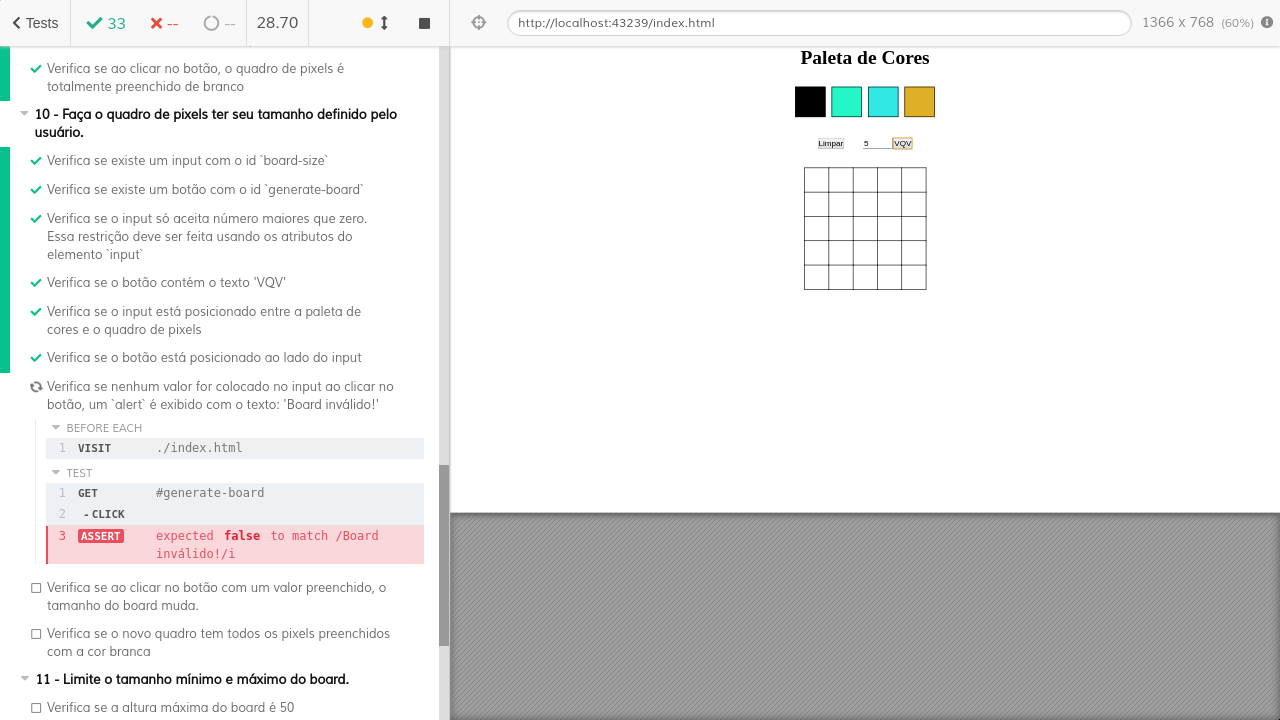 Tests
33
--
--
28.70
http://localhost:43239/index.html
1366 x 768 (60%)
Verifica se ao clicar no botão, o quadro de pixels é
totalmente preenchido de branco
10 - Faça o quadro de pixels ter seu tamanho definido pelo
usuário.
Verifica se existe um input com o id `board-size`
Verifica se existe um botão com o id `generate-board`
Verifica se o input só aceita número maiores que zero.
Essa restrição deve ser feita usando os atributos do
elemento `input`
Verifica se o botão contém o texto 'VQV'
Verifica se o input está posicionado entre a paleta de
cores e o quadro de pixels
Verifica se o botão está posicionado ao lado do input
Verifica se nenhum valor for colocado no input ao clicar no
botão, um `alert` é exibido com o texto: 'Board inválido!'
BEFORE EACH
1 VISIT ./index.html
TEST
1 GET #generate-board
2 - CLICK
3 ASSERT expected false to match /Board
inválido!/i
Verifica se ao clicar no botão com um valor preenchido, o
tamanho do board muda.
Verifica se o novo quadro tem todos os pixels preenchidos
com a cor branca
11 - Limite o tamanho mínimo e máximo do board.
Verifica se a altura máxima do board é 50
Paleta de Cores
Limpar 5 VQV